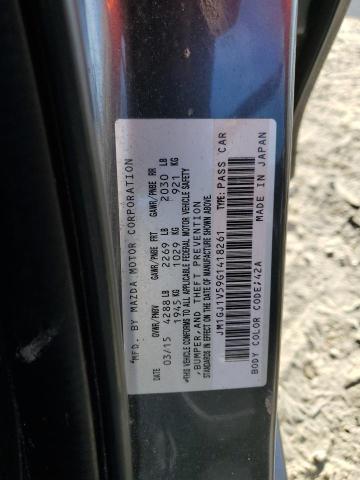 *MFD. BY MAZDA MOTOR CORPORATION
DATE GVWR/PNBV GAWR/PNBE FRT GAWR/PNBE RR
03/15 4288 LB 2269 LB 2030 LB
1945 KG 1029 KG 921 KG
*THIS VEHICLE CONFORMS TO ALL APPLICABLE FEDERAL MOTOR VEHICLE SAFETY
,BUMPER,AND THEFT PREVENTION
STANDARDS IN EFFECT ON THE DATE OF MANUFACTURE SHOWN ABOVE.
JM1GJ1V59G1418261 TYPE: PASS CAR
BODY COLOR CODE:42A MADE IN JAPAN